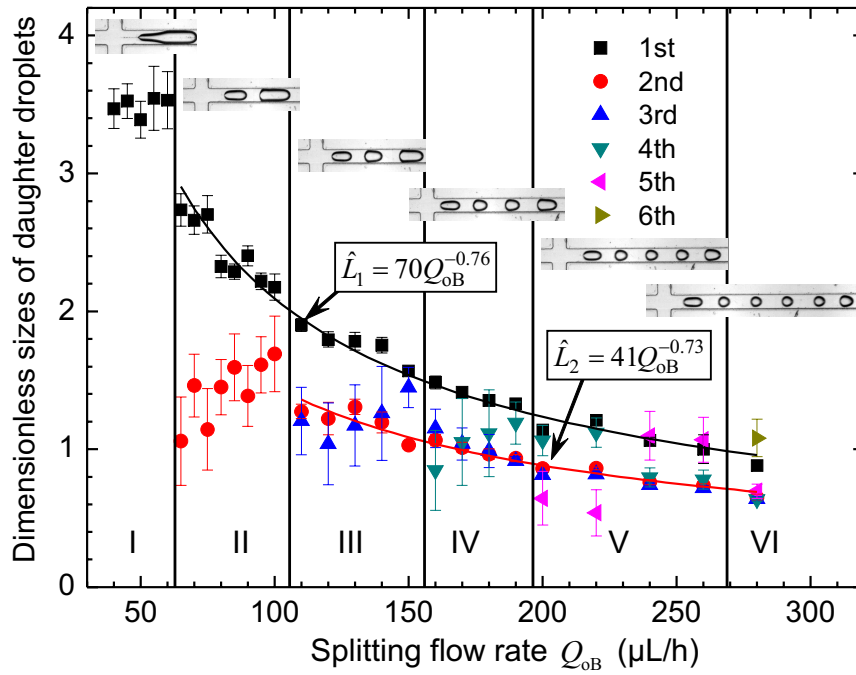 Dimensionless sizes of daughter droplets
4
3
2
1
0
1st
2nd
3rd
4th
5th
6th
L̂₁ = 70Q_oB^−0.76
L̂₂ = 41Q_oB^−0.73
I II III IV V VI
50 100 150 200 250 300
Splitting flow rate Q_oB (μL/h)